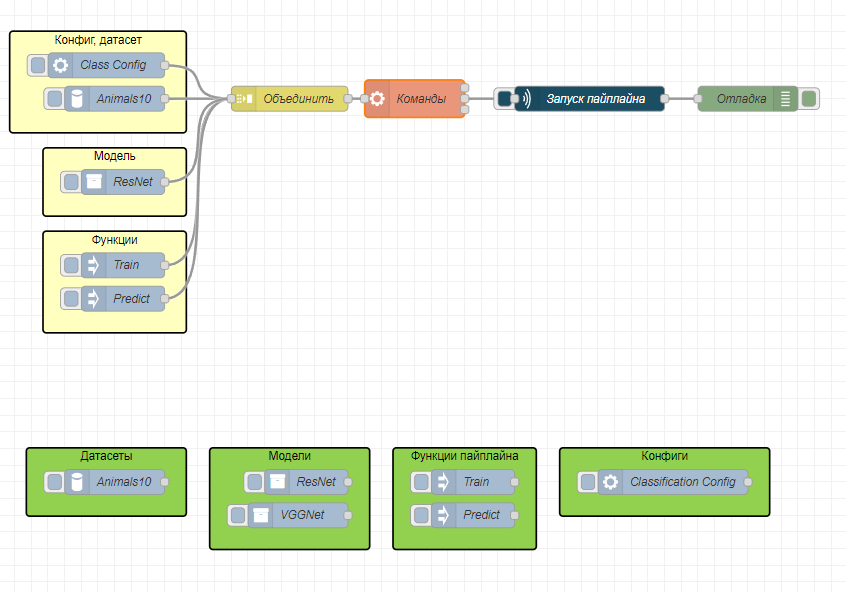 Конфиг, датасет
Class Config
Animals10
Объединить
Команды
Запуск пайплайна
Отладка
Модель
ResNet
Функции
Train
Predict
Датасеты
Animals10
Модели
ResNet
VGGNet
Функции пайплайна
Train
Predict
Конфиги
Classification Config